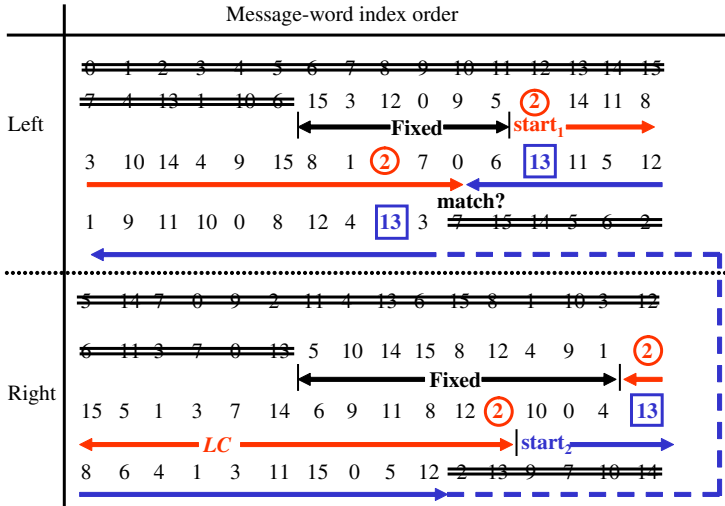 Message-word index order
0 1 2 3 4 5 6 7 8 9 10 11 12 13 14 15
7 4 13 1 10 6 15 3 12 0 9 5 2 14 11 8
Left Fixed start1
3 10 14 4 9 15 8 1 2 7 0 6 13 11 5 12
match?
1 9 11 10 0 8 12 4 13 3 7 15 14 5 6 2
5 14 7 0 9 2 11 4 13 6 15 8 1 10 3 12
6 11 3 7 0 13 5 10 14 15 8 12 4 9 1 2
Fixed
Right
15 5 1 3 7 14 6 9 11 8 12 2 10 0 4 13
LC start2
8 6 4 1 3 11 15 0 5 12 2 13 9 7 10 14